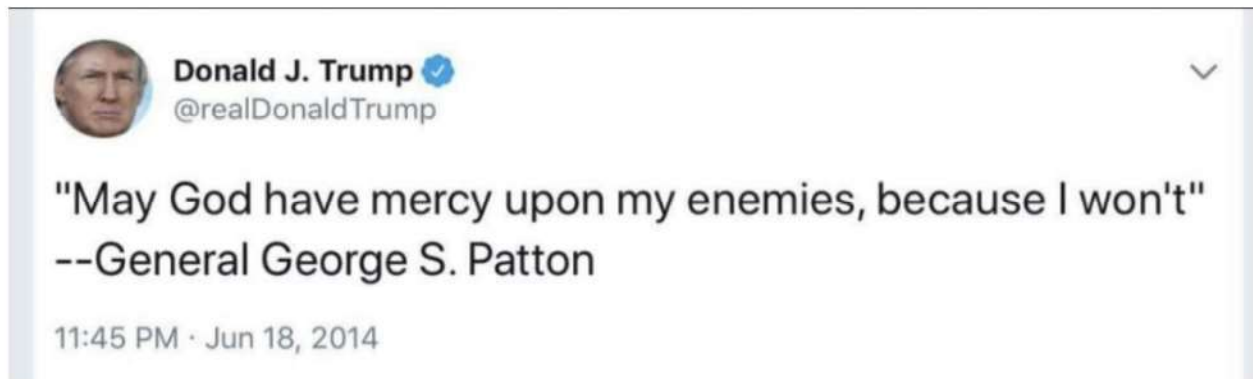 Donald J. Trump
@realDonaldTrump
"May God have mercy upon my enemies, because I won't"
--General George S. Patton
11:45 PM · Jun 18, 2014